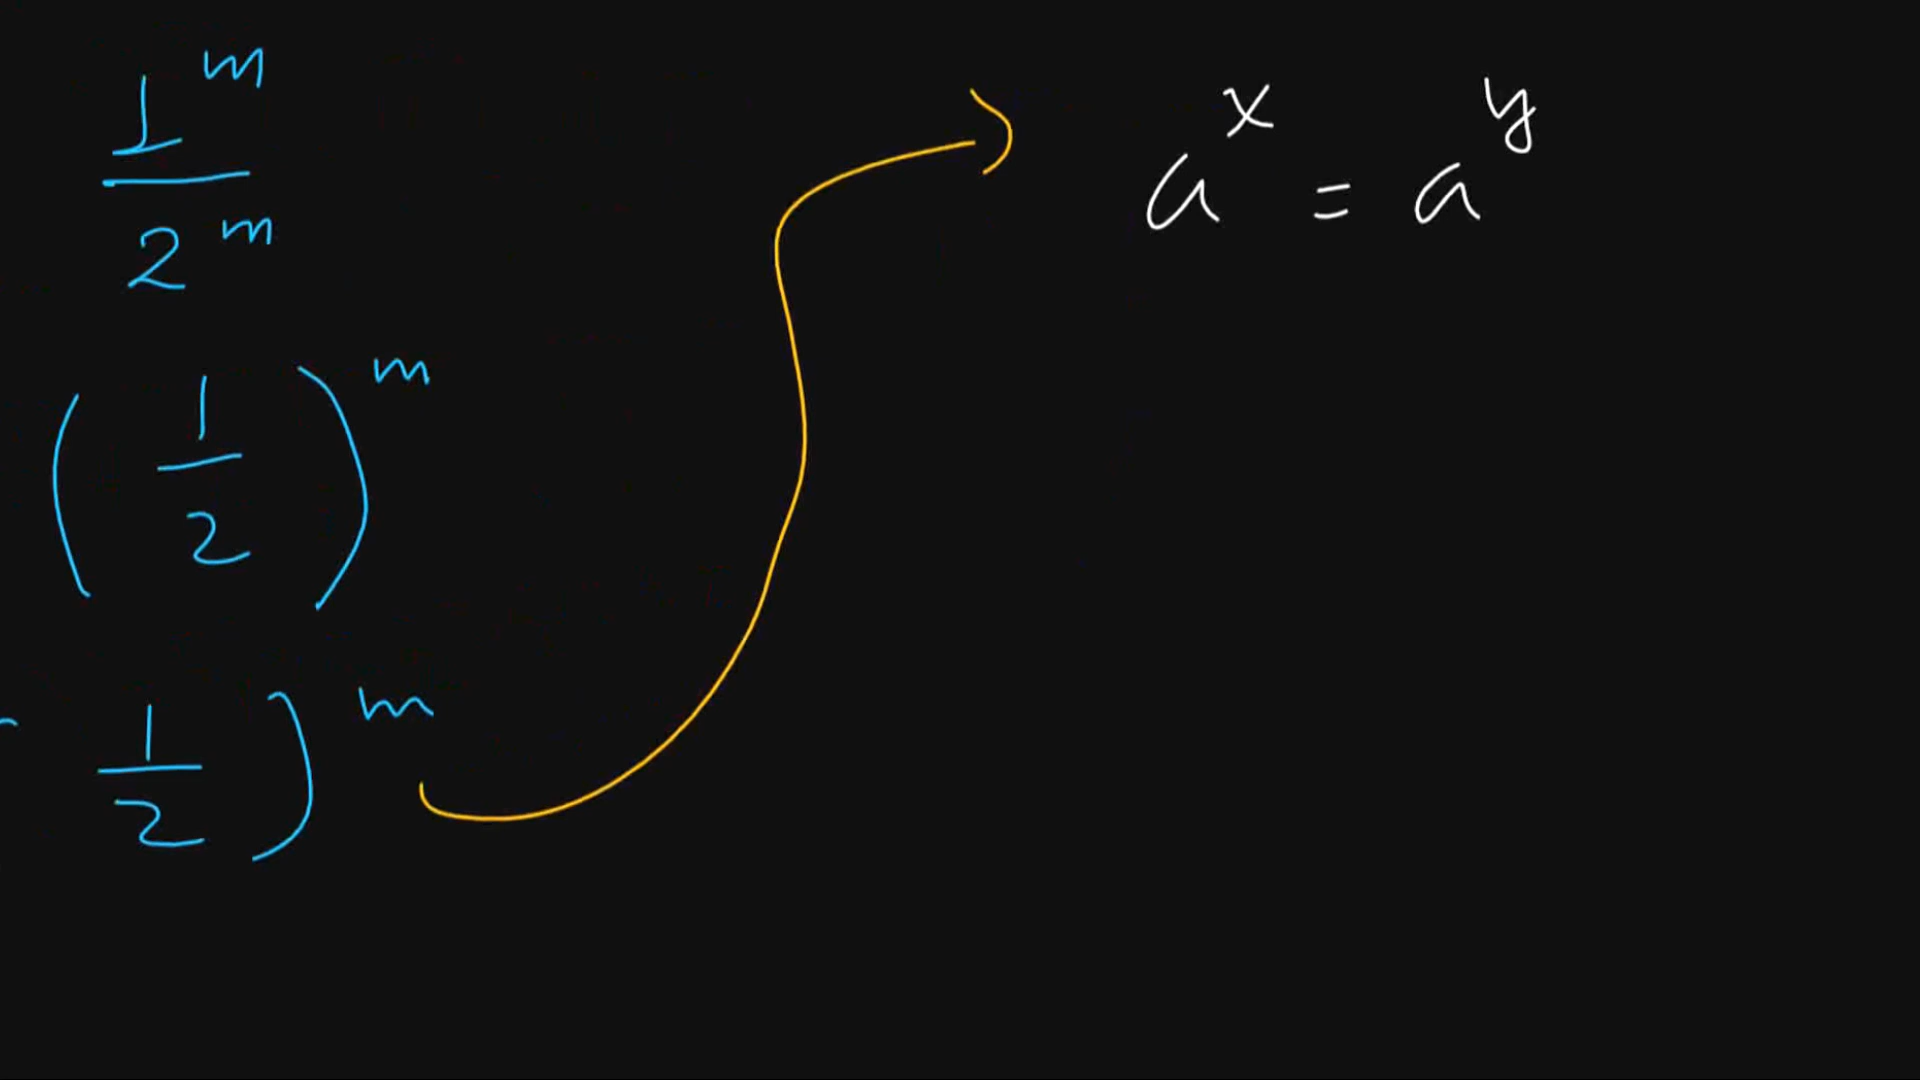 1^m / 2^m
(1/2)^m
1/2)^m
a^x = a^y